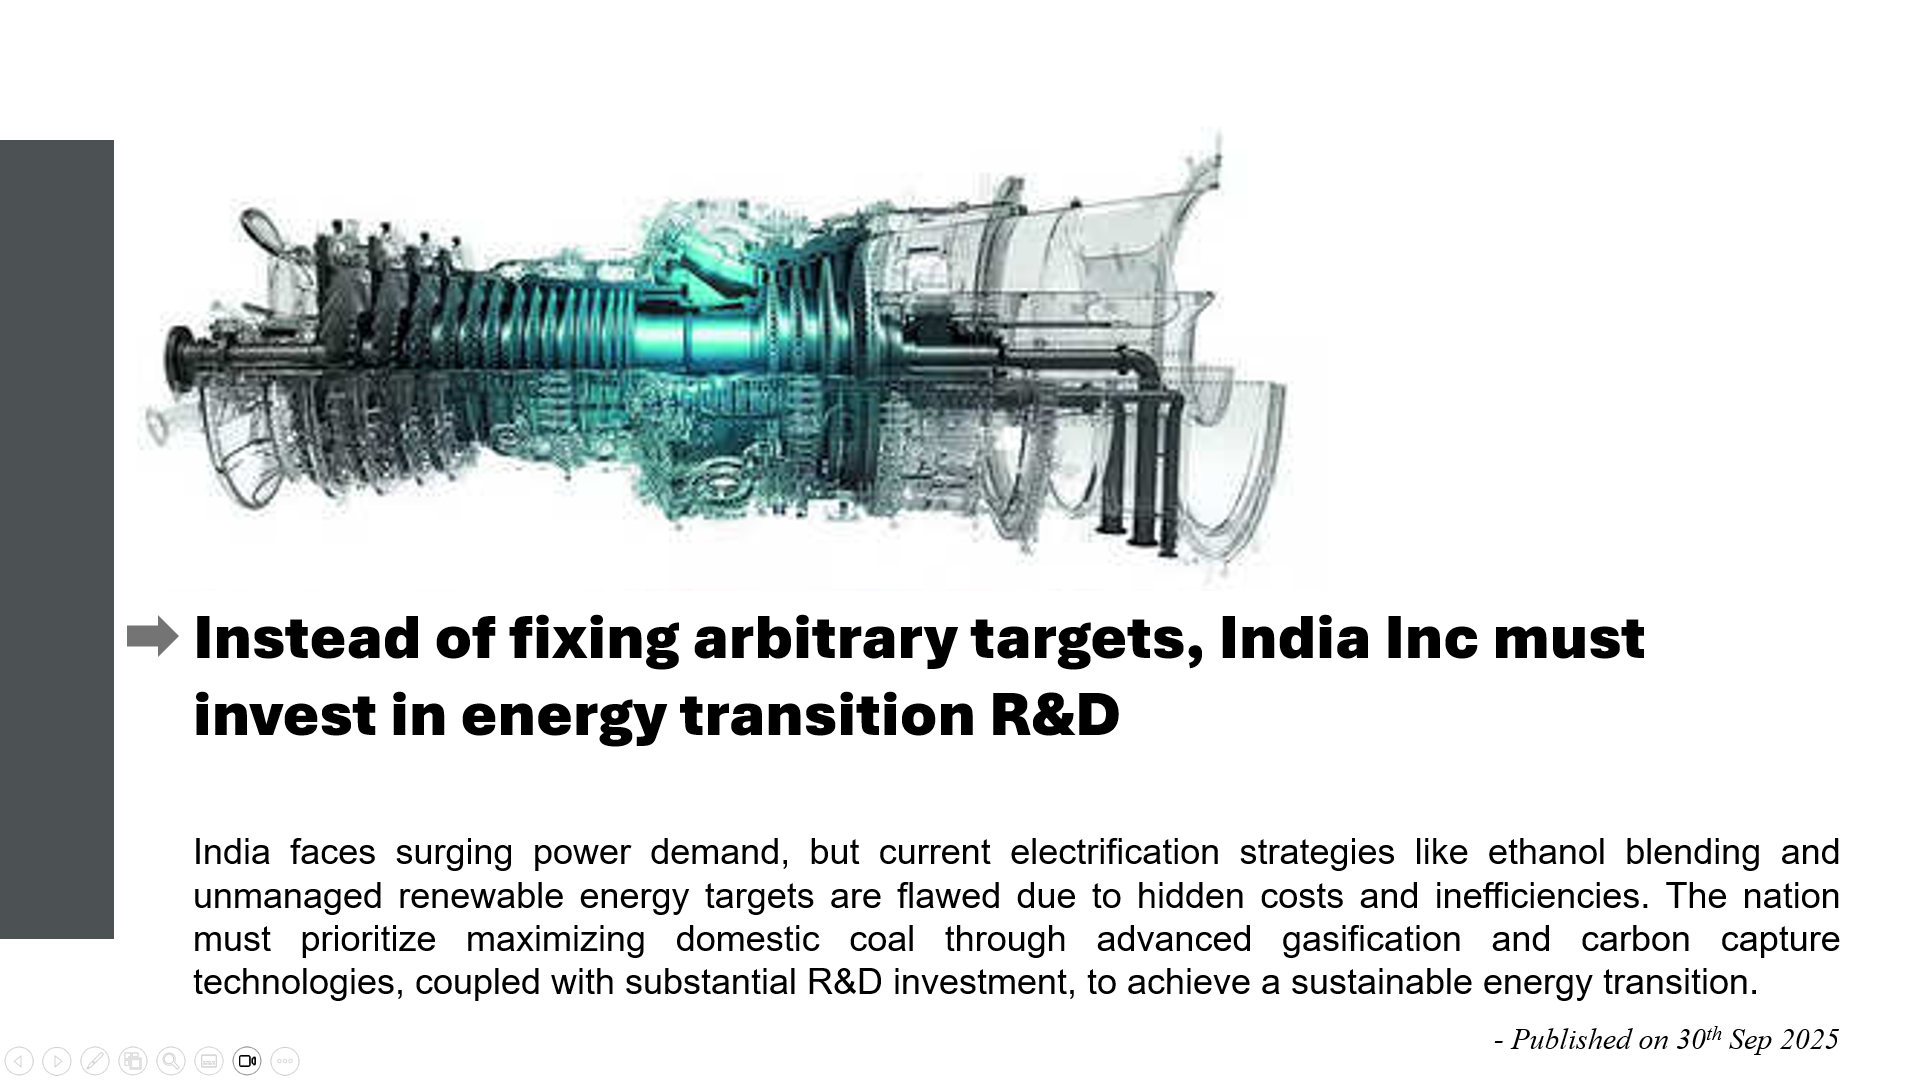 Instead of fixing arbitrary targets, India Inc must
invest in energy transition R&D
India faces surging power demand, but current electrification strategies like ethanol blending and
unmanaged renewable energy targets are flawed due to hidden costs and inefficiencies. The nation
must prioritize maximizing domestic coal through advanced gasification and carbon capture
technologies, coupled with substantial R&D investment, to achieve a sustainable energy transition.
- Published on 30th Sep 2025